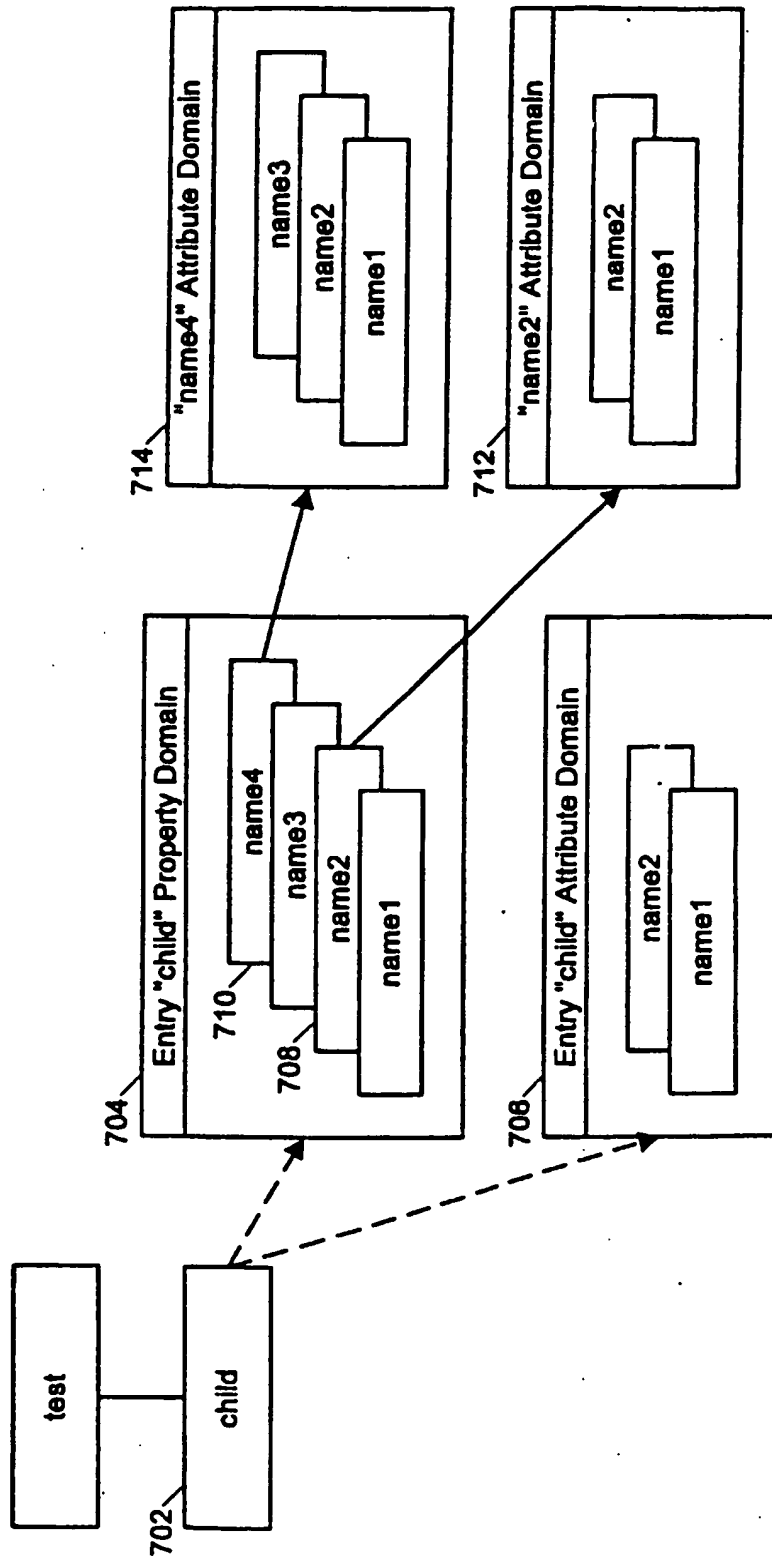 test
702
child
704
Entry "child" Property Domain
710
name4
name3
708
name2
name1
706
Entry "child" Attribute Domain
name2
name1
714
"name4" Attribute Domain
name3
name2
name1
712
"name2" Attribute Domain
name2
name1